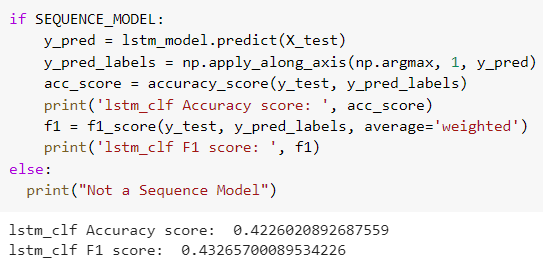 if SEQUENCE_MODEL:
    y_pred = lstm_model.predict(X_test)
    y_pred_labels = np.apply_along_axis(np.argmax, 1, y_pred)
    acc_score = accuracy_score(y_test, y_pred_labels)
    print('lstm_clf Accuracy score: ', acc_score)
    f1 = f1_score(y_test, y_pred_labels, average='weighted')
    print('lstm_clf F1 score: ', f1)
else:
  print("Not a Sequence Model")
lstm_clf Accuracy score:  0.4226020892687559
lstm_clf F1 score:  0.43265700089534226